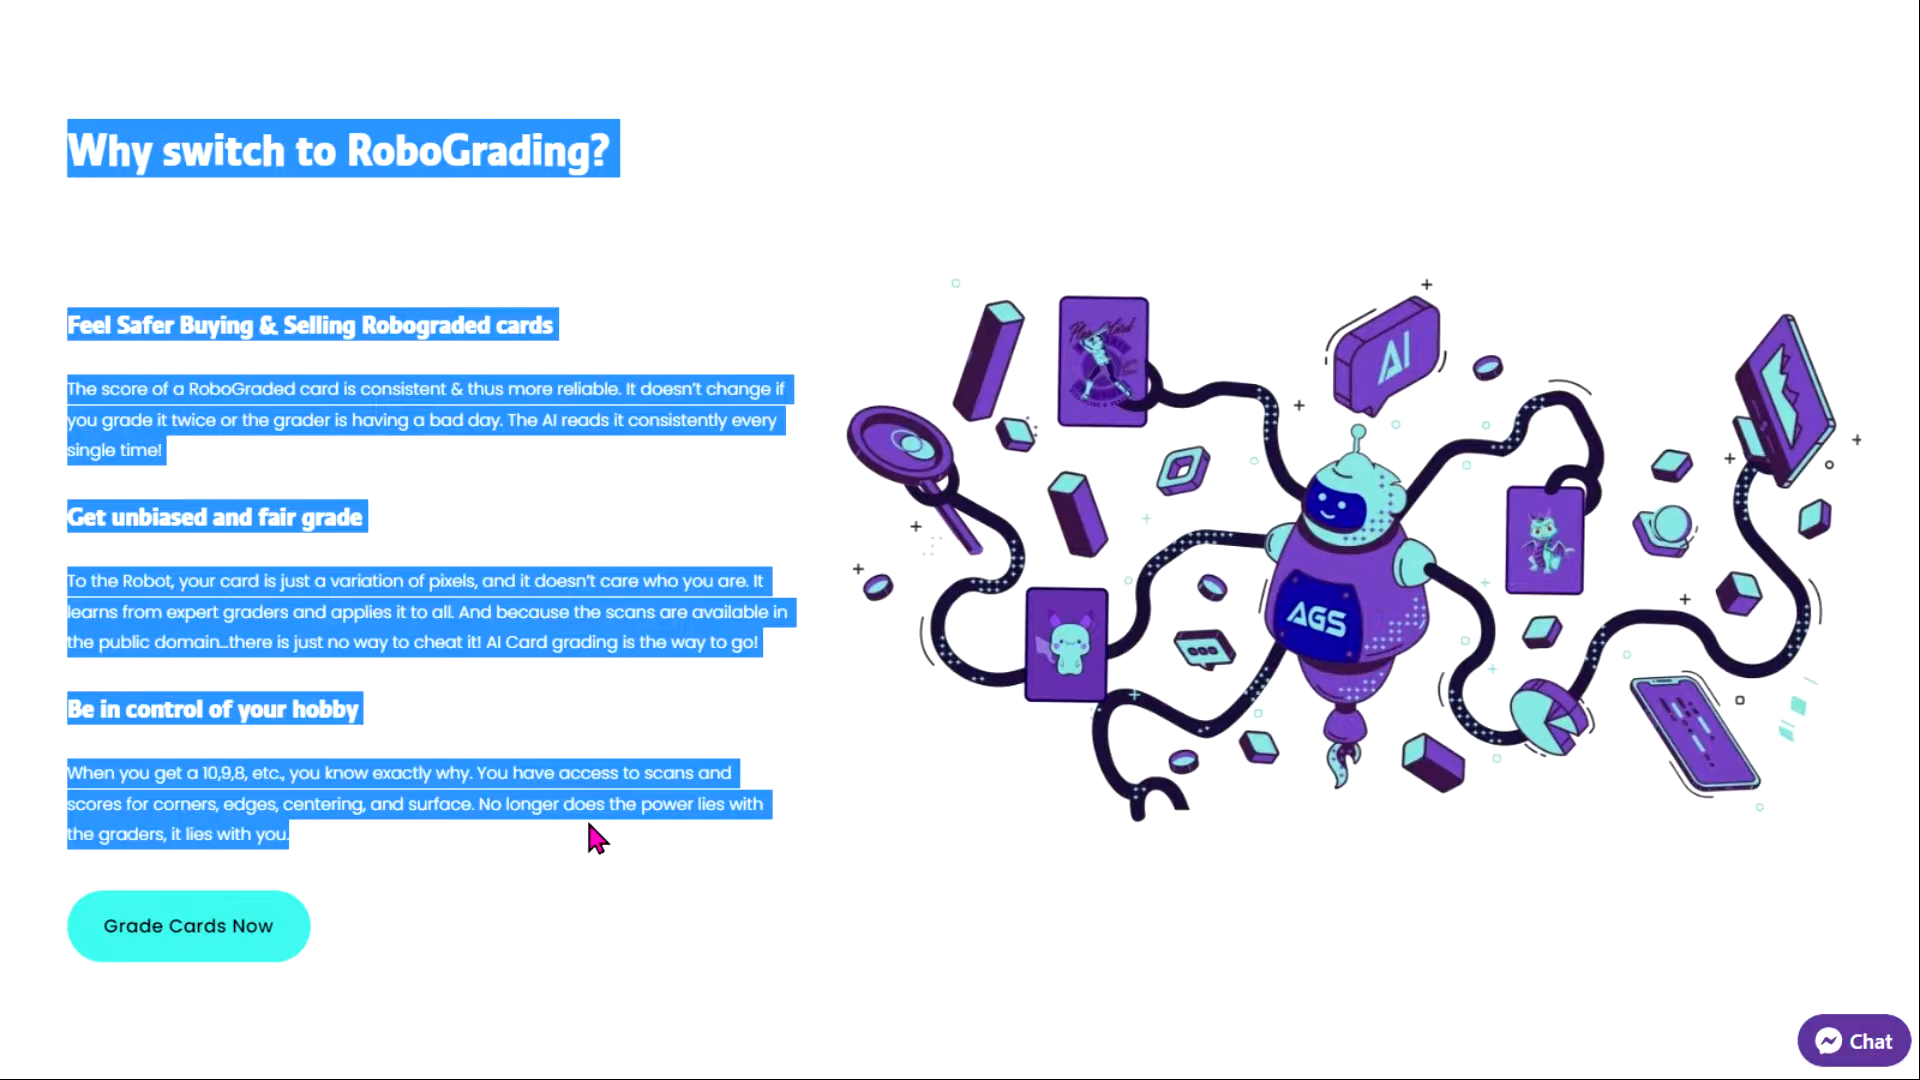 Why switch to RoboGrading?
Feel Safer Buying & Selling Robograded cards
The score of a RoboGraded card is consistent & thus more reliable. It doesn't change if
you grade it twice or the grader is having a bad day. The AI reads it consistently every
single time!
Get unbiased and fair grade
To the Robot, your card is just a variation of pixels, and it doesn't care who you are. It
learns from expert graders and applies it to all. And because the scans are available in
the public domain...there is just no way to cheat it! AI Card grading is the way to go!
Be in control of your hobby
When you get a 10,9,8, etc., you know exactly why. You have access to scans and
scores for corners, edges, centering, and surface. No longer does the power lies with
the graders, it lies with you.
Grade Cards Now
AI
AGS
Chat